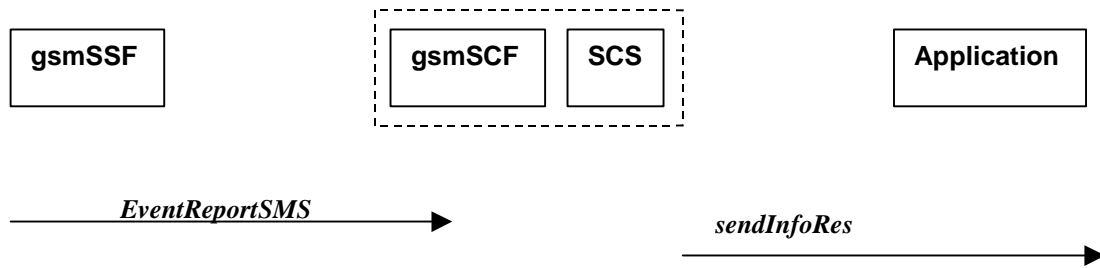 gsmSSF gsmSCF SCS Application
EventReportSMS
sendInfoRes